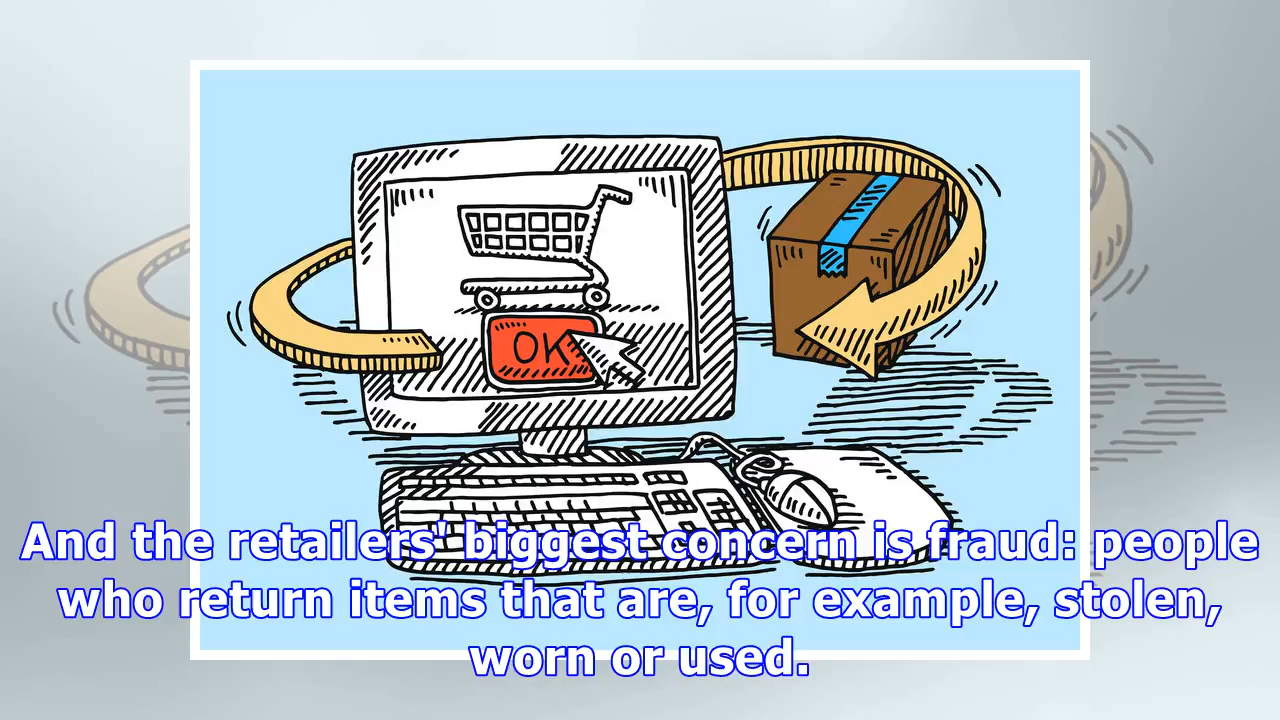 OK
And the retailers' biggest concern is fraud: people
who return items that are, for example, stolen,
worn or used.